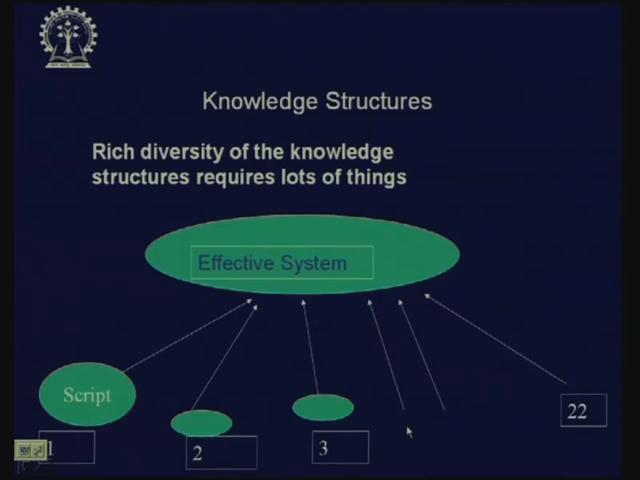 Knowledge Structures
Rich diversity of the knowledge
structures requires lots of things
Effective System
Script
22
1
2
3